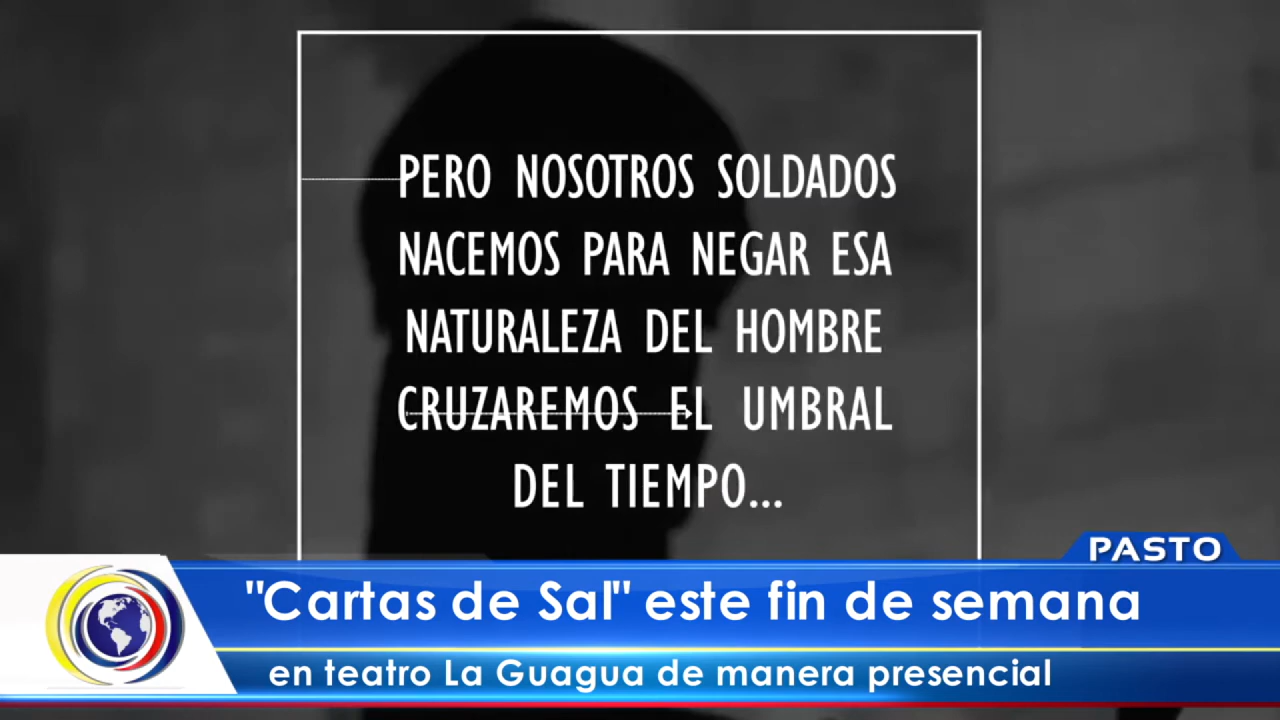 PERO NOSOTROS SOLDADOS
NACEMOS PARA NEGAR ESA
NATURALEZA DEL HOMBRE
CRUZAREMOS EL UMBRAL
DEL TIEMPO...
PASTO
"Cartas de Sal" este fin de semana
en teatro La Guagua de manera presencial